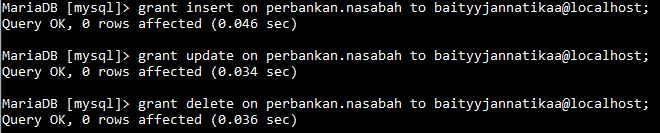 MariaDB [mysql]> grant insert on perbankan.nasabah to baityyjannatikaa@localhost;
Query OK, 0 rows affected (0.046 sec)
MariaDB [mysql]> grant update on perbankan.nasabah to baityyjannatikaa@localhost;
Query OK, 0 rows affected (0.034 sec)
MariaDB [mysql]> grant delete on perbankan.nasabah to baityyjannatikaa@localhost;
Query OK, 0 rows affected (0.036 sec)